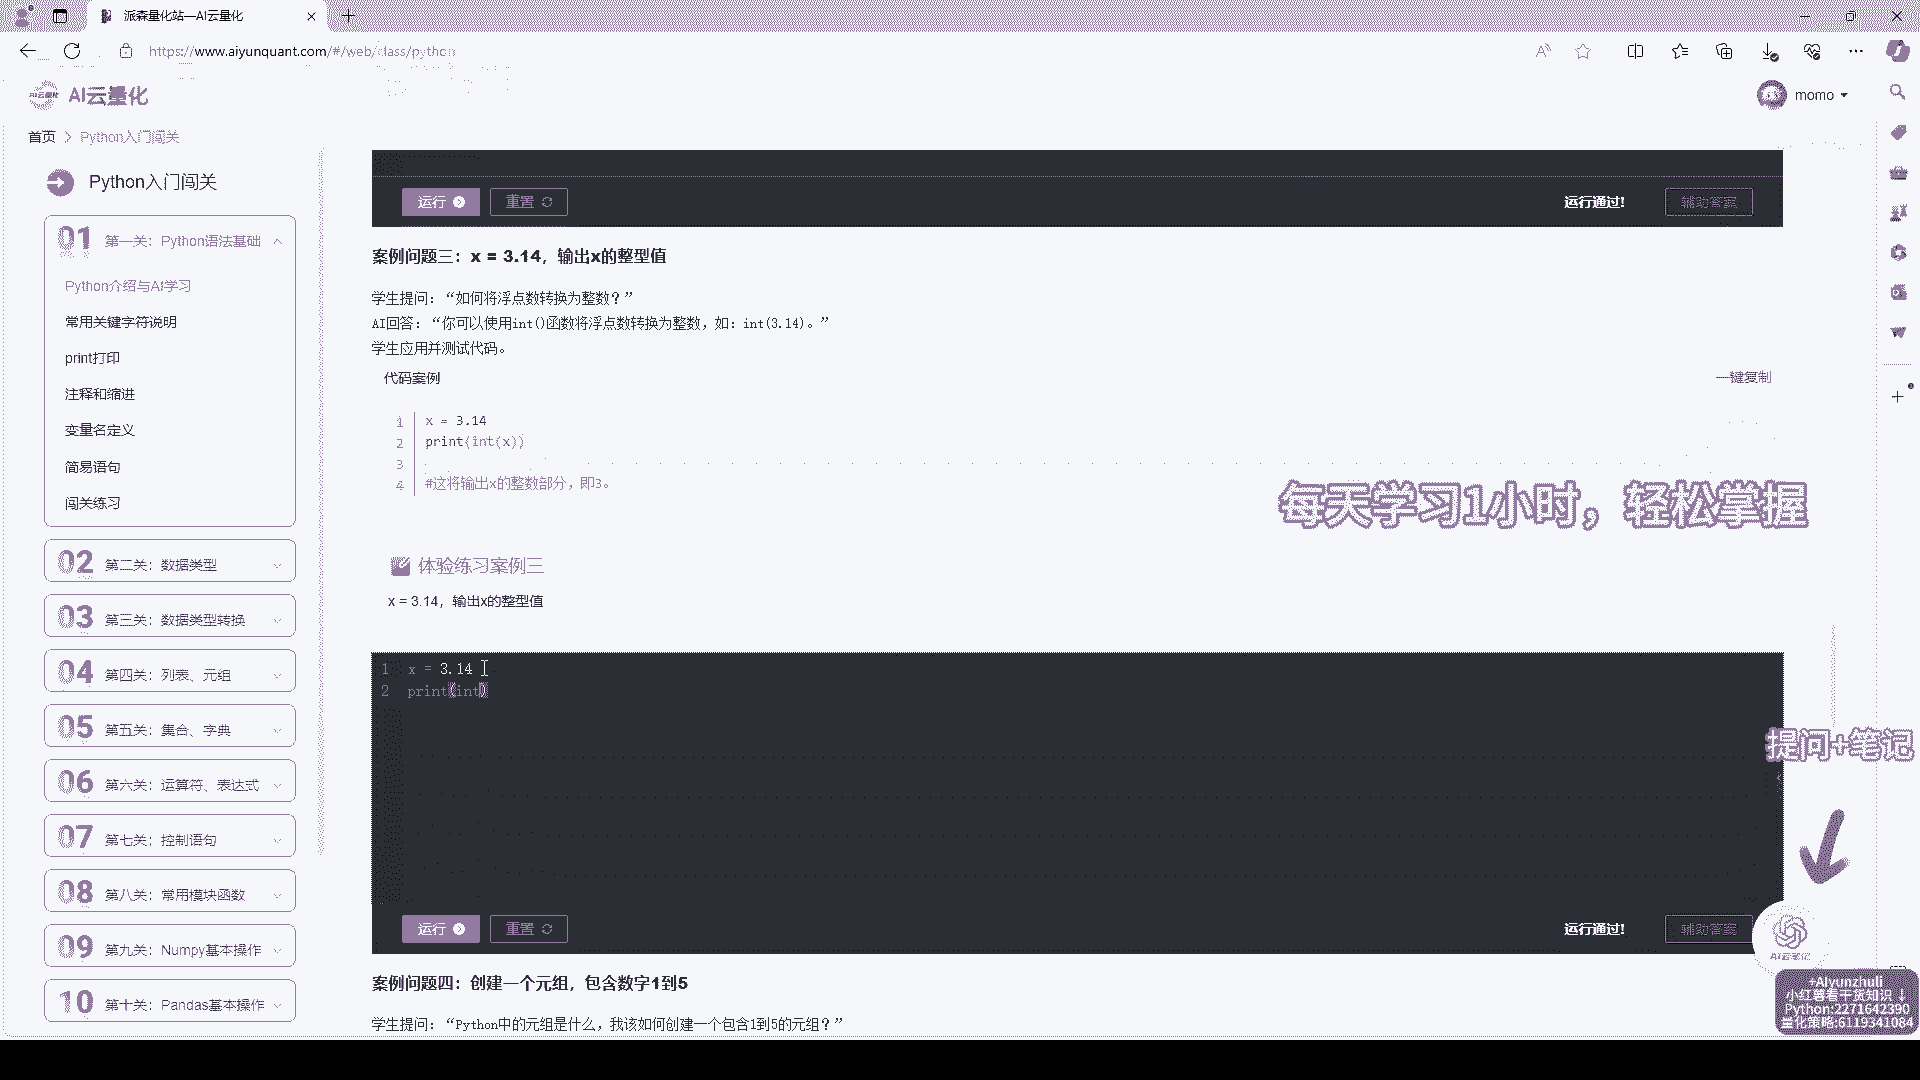 派森量化站—AI云量化
https://www.aiyunquant.com/#/web/class/python
AI云量化
momo
首页 > Python入门闯关
Python入门闯关
01 第一关：Python语法基础
Python介绍与AI学习
常用关键字符说明
print打印
注释和缩进
变量名定义
简易语句
闯关练习
02 第二关：数据类型
03 第三关：数据类型转换
04 第四关：列表、元组
05 第五关：集合、字典
06 第六关：运算符、表达式
07 第七关：控制语句
08 第八关：常用模块函数
09 第九关：Numpy基本操作
10 第十关：Pandas基本操作
运行 重置 运行通过! 辅助答案
案例问题三：x = 3.14，输出x的整型值
学生提问：“如何将浮点数转换为整数？”
AI回答：“你可以使用int()函数将浮点数转换为整数，如：int(3.14)。”
学生应用并测试代码。
代码案例 一键复制
1 x = 3.14
2 print(int(x))
3
4 #这将输出x的整数部分，即3。
每天学习1小时，轻松掌握
体验练习案例三
x = 3.14，输出x的整型值
1 x = 3.14
2 print(int)
提问+笔记
运行 重置 运行通过! 辅助答案
AI云笔记
案例问题四：创建一个元组，包含数字1到5
学生提问：“Python中的元组是什么，我该如何创建一个包含1到5的元组？”
+AIyunzhuli
小红薯看干货知识 ↓
Python:2271642390
量化策略:6119341084